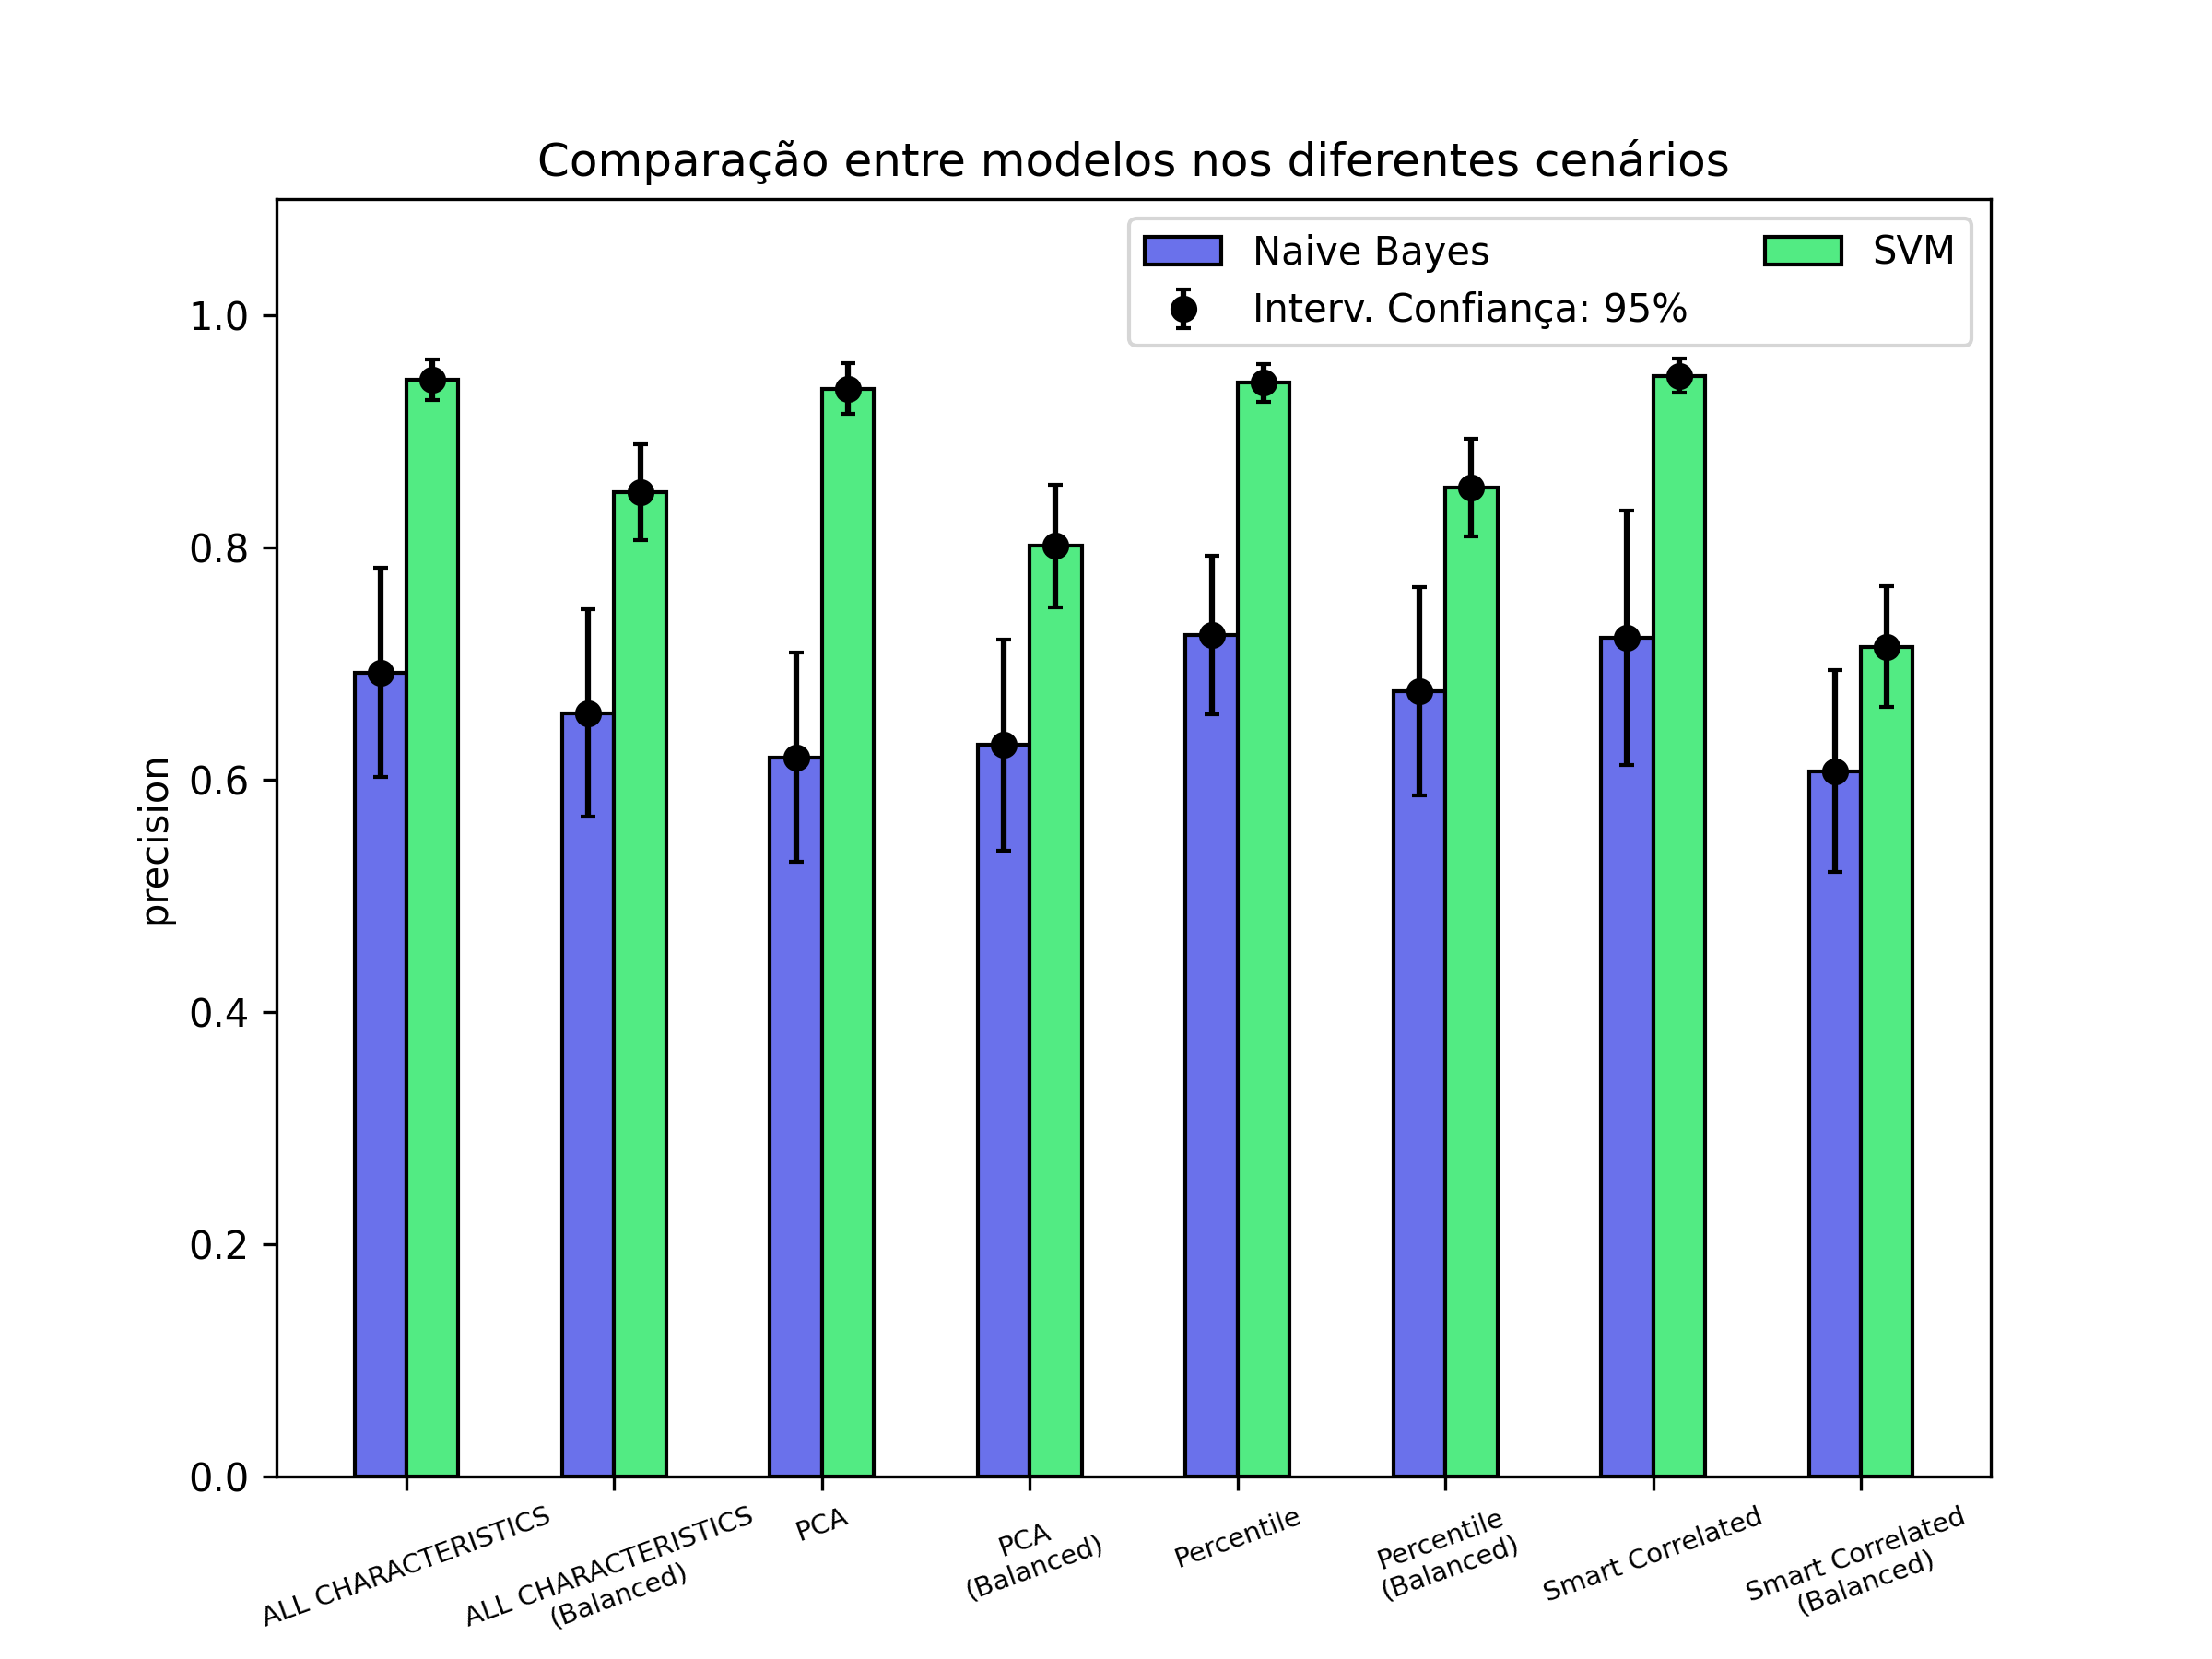 Comparação entre modelos nos diferentes cenários
Naive Bayes
Interv. Confiança: 95%
SVM
precision
1.0
0.8
0.6
0.4
0.2
0.0
ALL CHARACTERISTICS
ALL CHARACTERISTICS
(Balanced)
PCA
PCA
(Balanced)
Percentile
Percentile
(Balanced)
Smart Correlated
Smart Correlated
(Balanced)